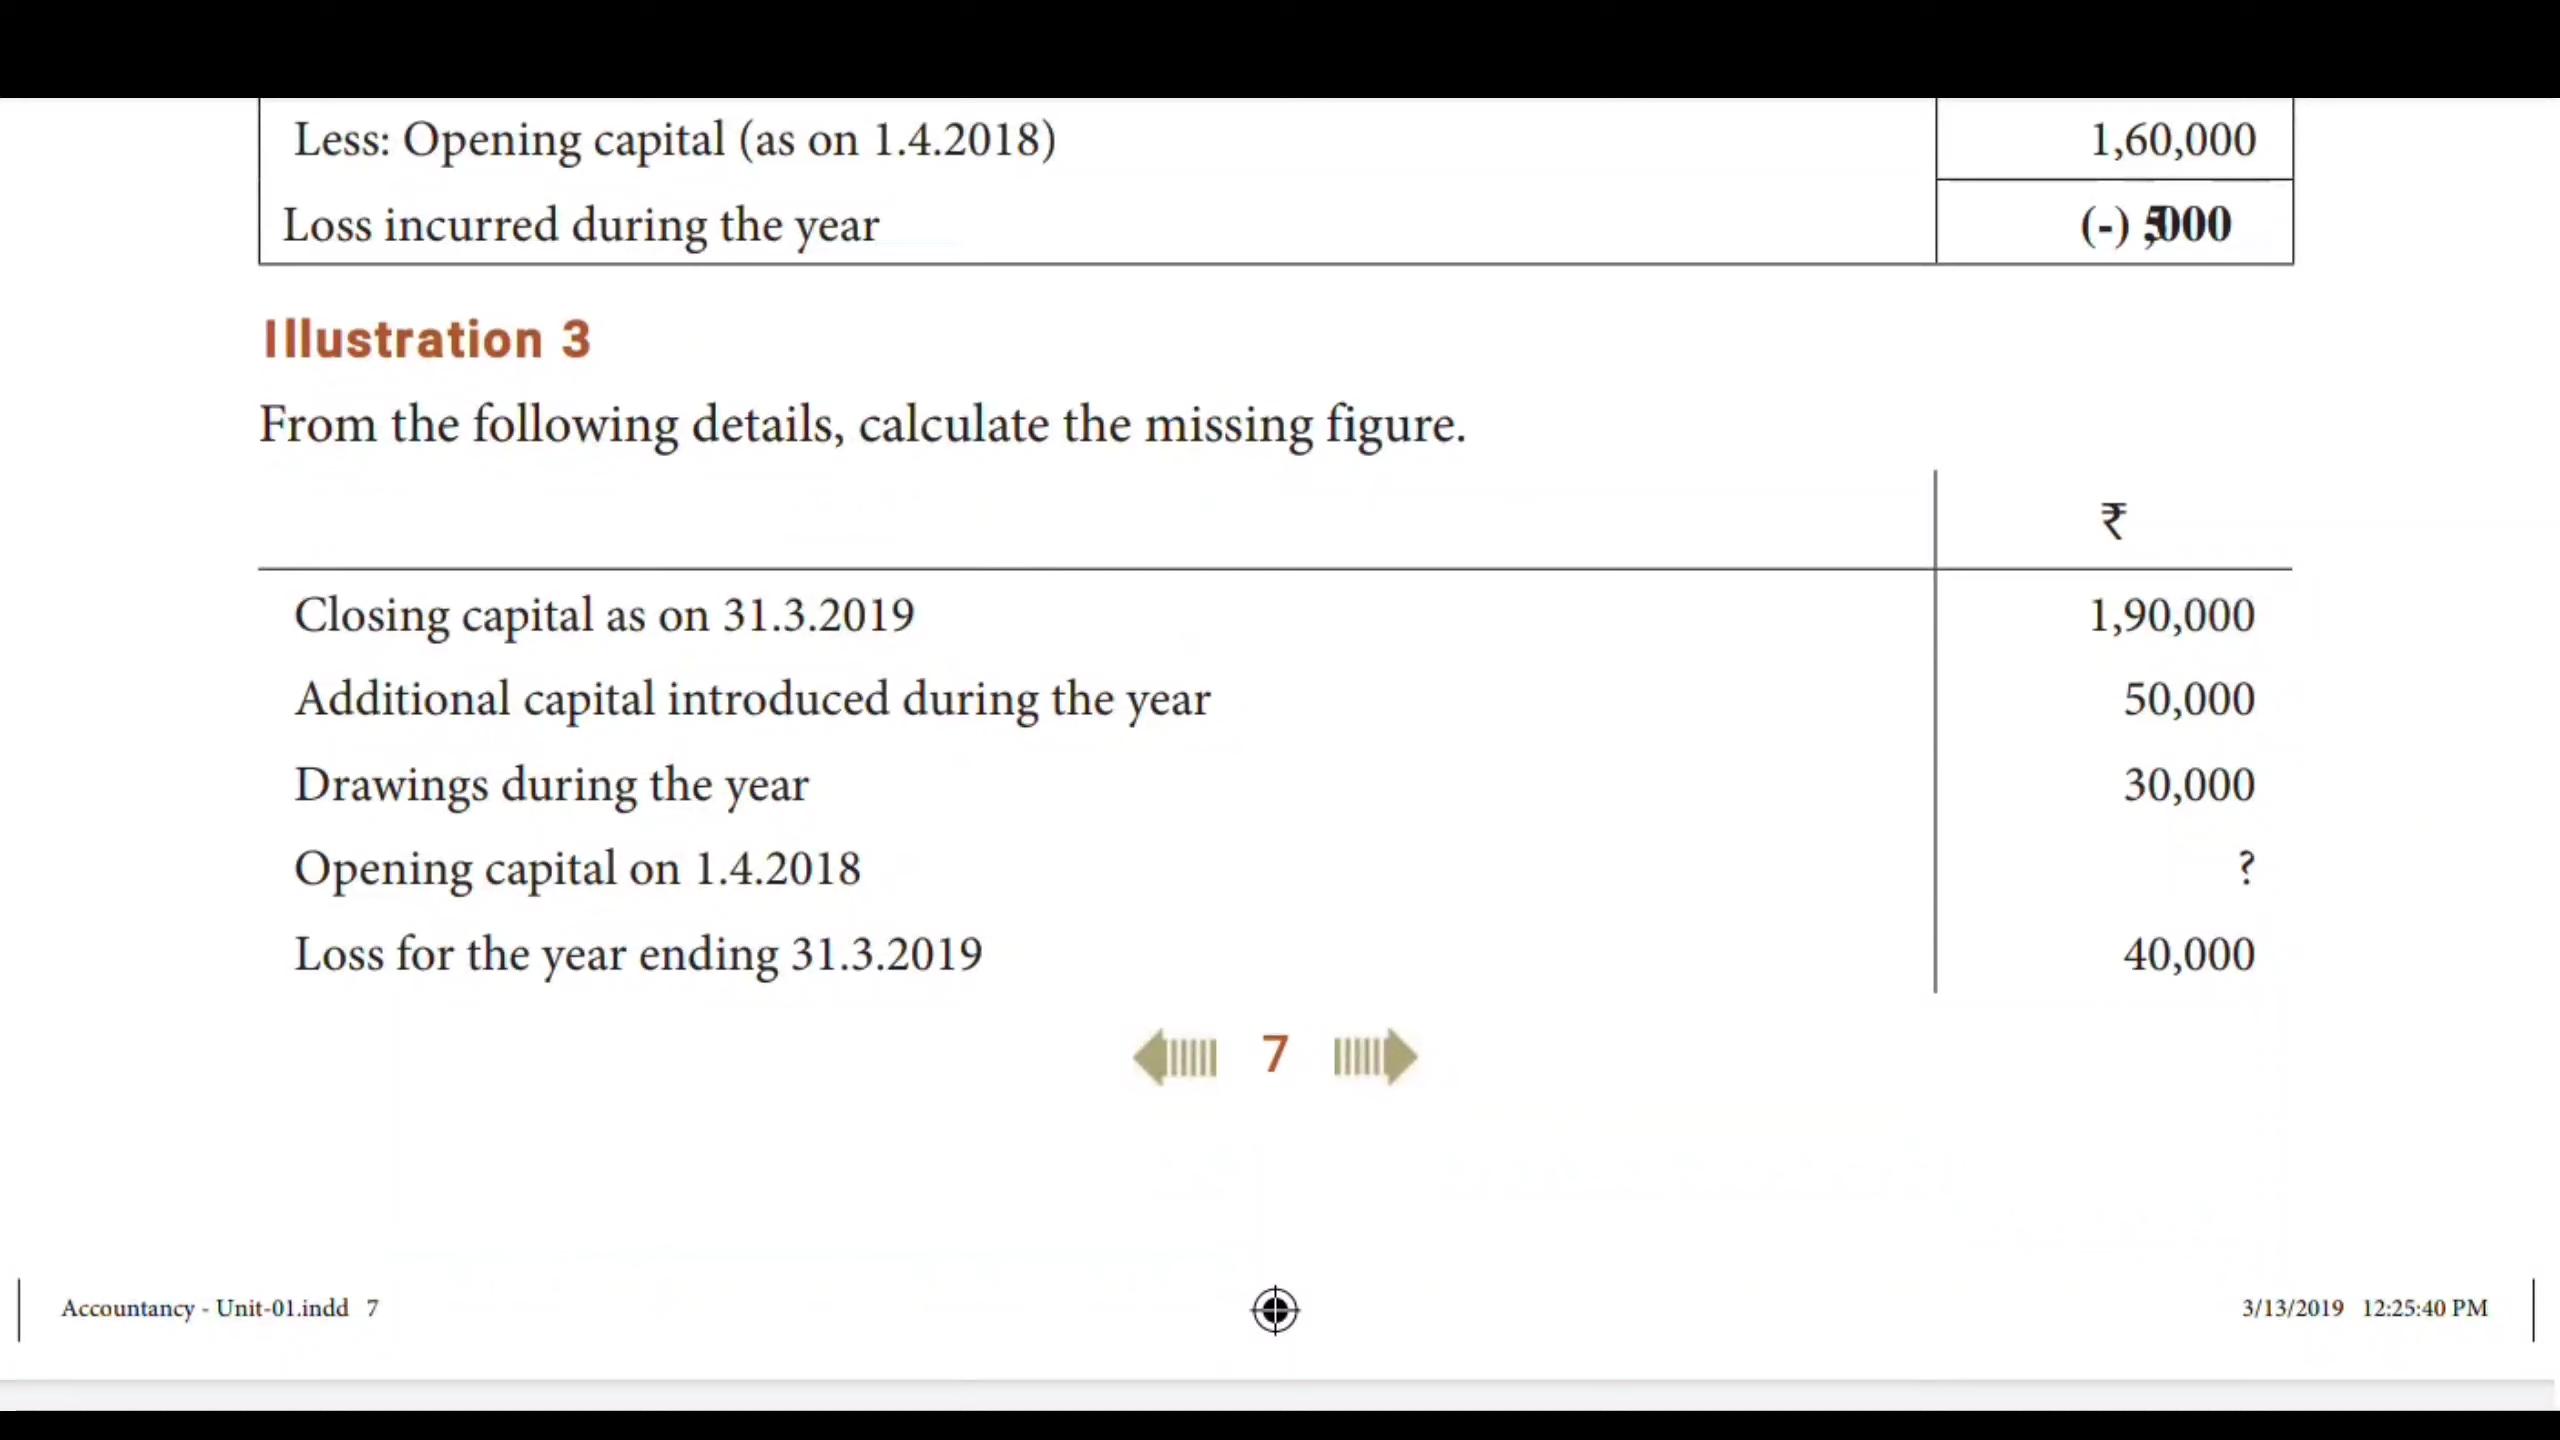 Less: Opening capital (as on 1.4.2018) 1,60,000
Loss incurred during the year (-) 5,000
Illustration 3
From the following details, calculate the missing figure.
₹
Closing capital as on 31.3.2019 1,90,000
Additional capital introduced during the year 50,000
Drawings during the year 30,000
Opening capital on 1.4.2018 ?
Loss for the year ending 31.3.2019 40,000
7
Accountancy - Unit-01.indd 7 3/13/2019 12:25:40 PM